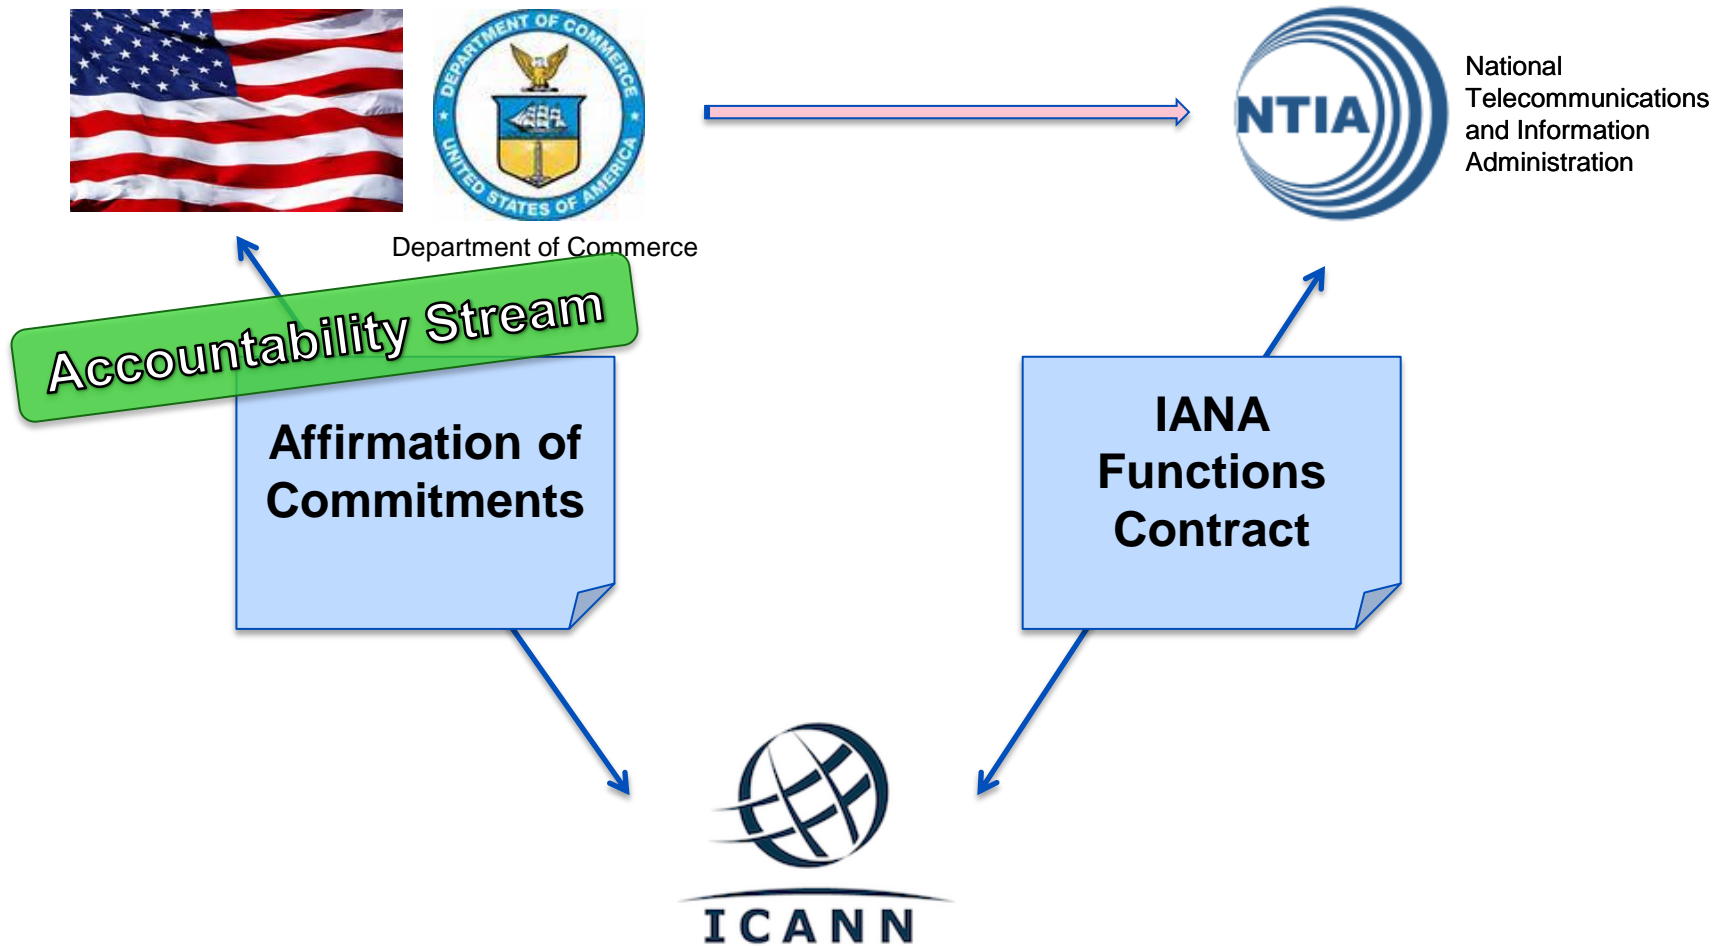 DEPARTMENT OF COMMERCE
UNITED STATES OF AMERICA
NTIA
National
Telecommunications
and Information
Administration
Department of Commerce
Accountability Stream
Affirmation of
Commitments
IANA
Functions
Contract
ICANN